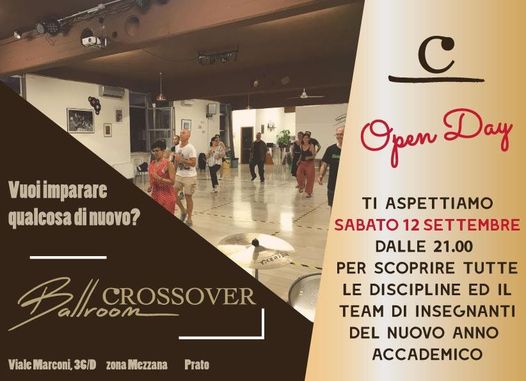 Vuoi imparare
qualcosa di nuovo?
Ballroom CROSSOVER
Viale Marconi, 36/D zona Mezzana Prato
C
Open Day
TI ASPETTIAMO
SABATO 12 SETTEMBRE
DALLE 21.00
PER SCOPRIRE TUTTE
LE DISCIPLINE ED IL
TEAM DI INSEGNANTI
DEL NUOVO ANNO
ACCADEMICO